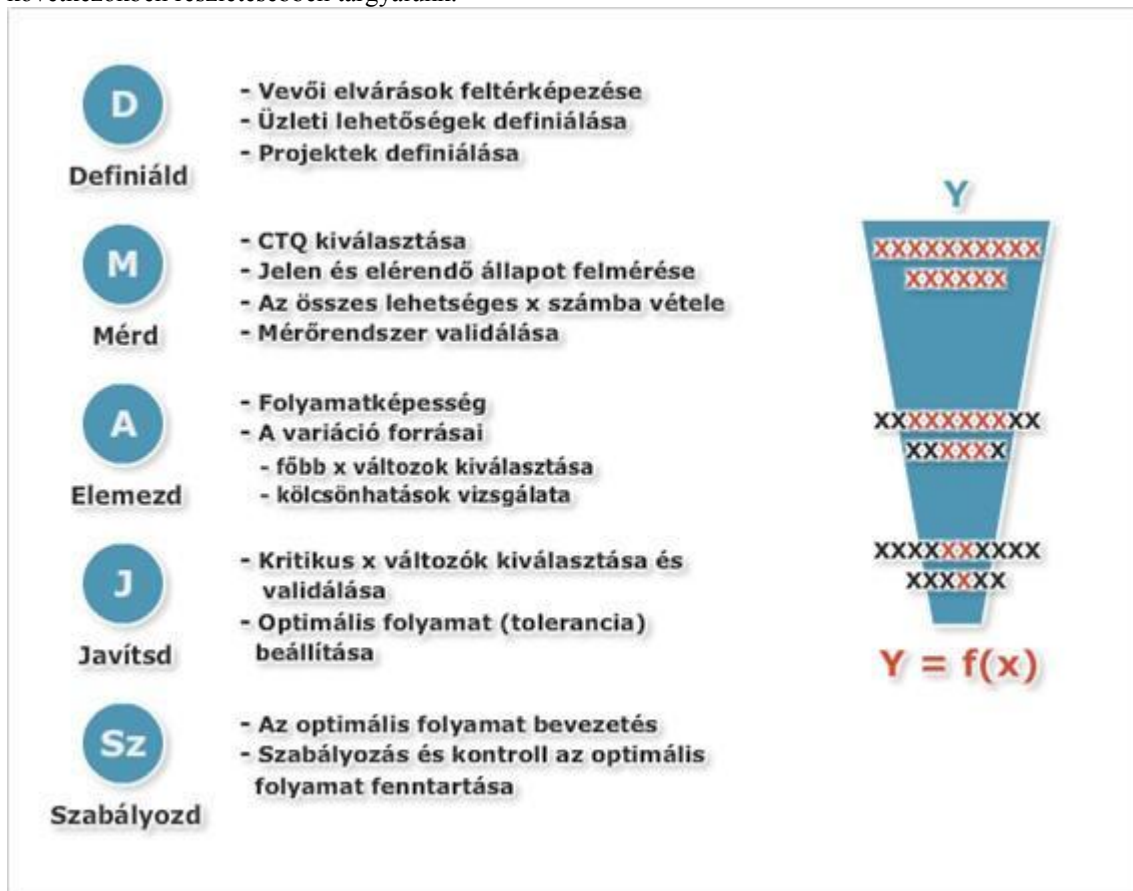 következőkben részletesebben tárgyalunk.
D
Definiáld
- Vevői elvárások feltérképezése
- Üzleti lehetőségek definiálása
- Projektek definiálása
M
Mérd
- CTQ kiválasztása
- Jelen és elérendő állapot felmérése
- Az összes lehetséges x számba vétele
- Mérőrendszer validálása
A
Elemezd
- Folyamatképesség
- A variáció forrásai
- főbb x változok kiválasztása
- kölcsönhatások vizsgálata
J
Javítsd
- Kritikus x változók kiválasztása és
validálása
- Optimális folyamat (tolerancia)
beállítása
Sz
Szabályozd
- Az optimális folyamat bevezetés
- Szabályozás és kontroll az optimális
folyamat fenntartása
Y
XXXXXXXXXX
XXXXXX
XXXXXXXXXX
XXXXXX
XXXXXXXXXX
XXXXXX
Y = f(x)